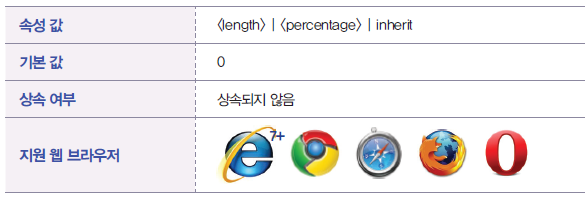 속성 값 〈length〉 | 〈percentage〉 | inherit
기본 값 0
상속 여부 상속되지 않음
지원 웹 브라우저 7+